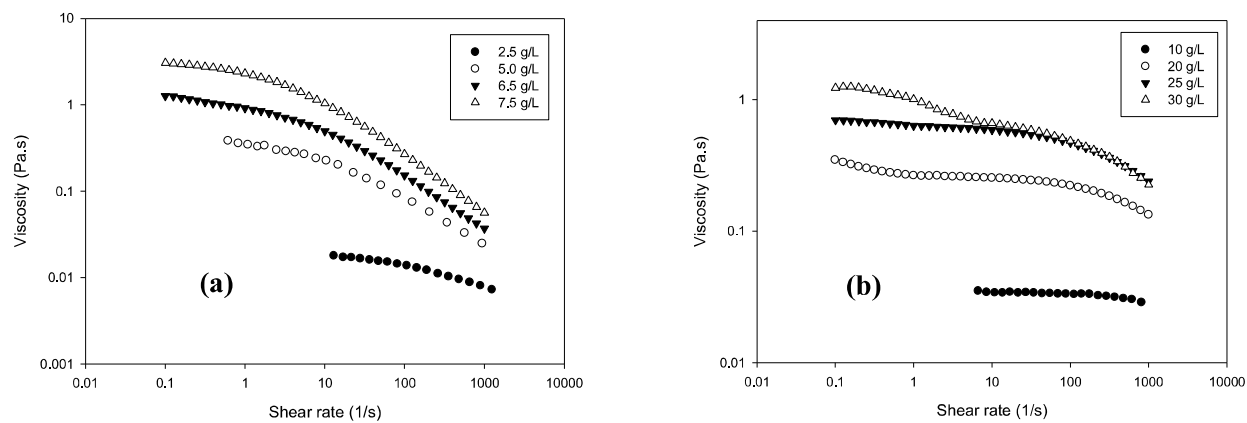 10
1
0.1
0.01
0.001
Viscosity (Pa.s)
0.01 0.1 1 10 100 1000 10000
Shear rate (1/s)
2.5 g/L
5.0 g/L
6.5 g/L
7.5 g/L
(a)
1
0.1
0.01
Viscosity (Pa.s)
0.01 0.1 1 10 100 1000 10000
Shear rate (1/s)
10 g/L
20 g/L
25 g/L
30 g/L
(b)